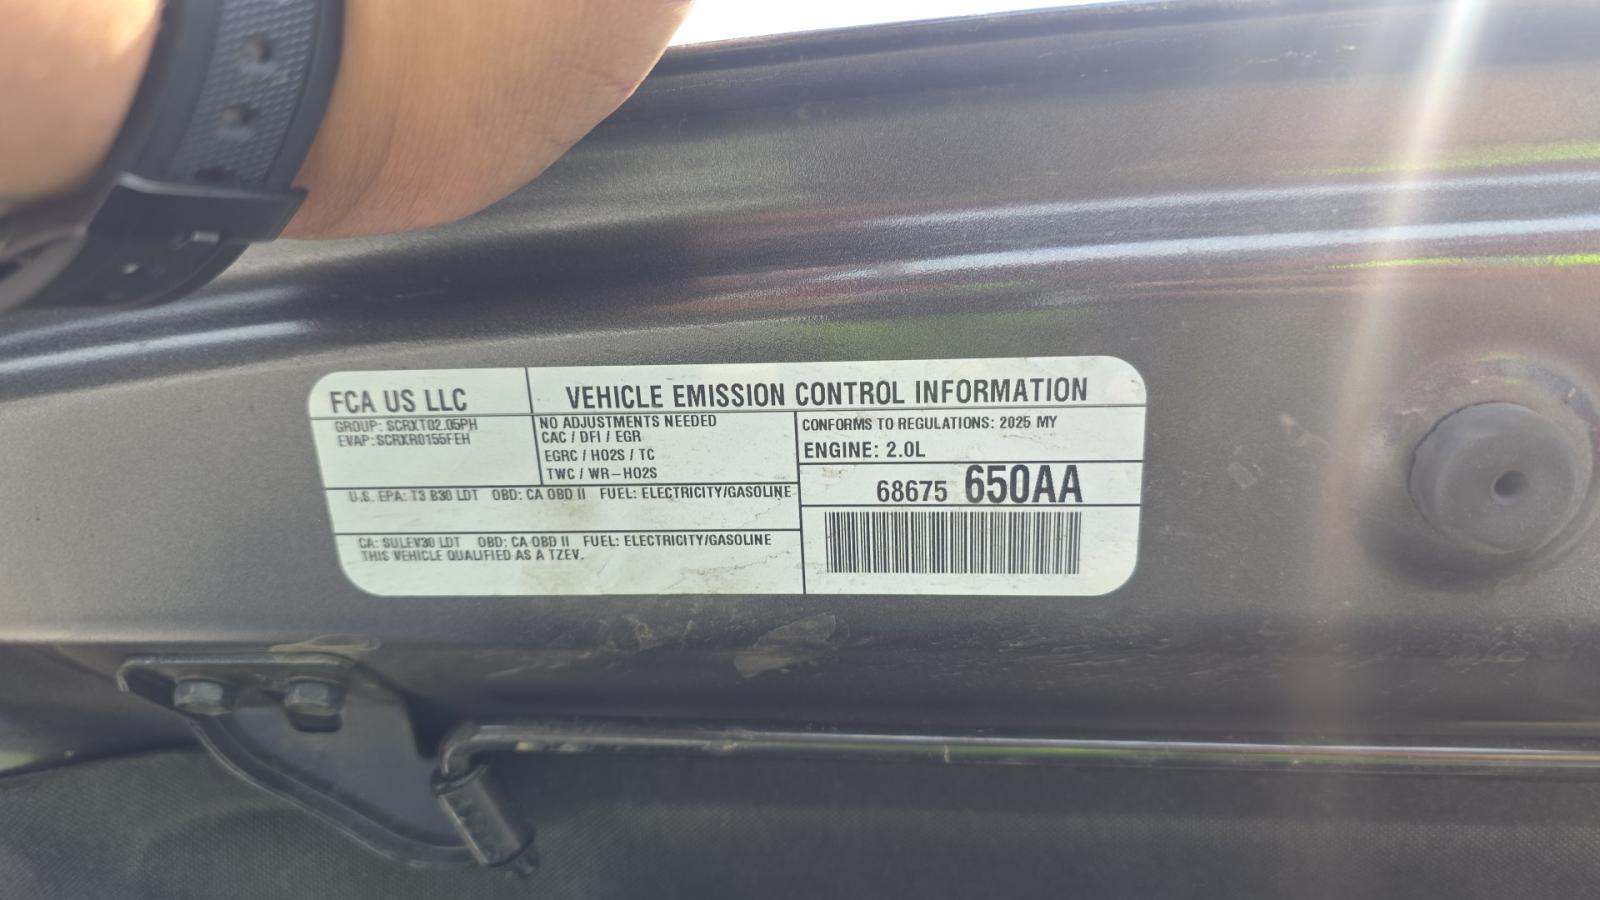 FCA US LLC
VEHICLE EMISSION CONTROL INFORMATION
GROUP: SCRXT02.05PH
EVAP: SCRXR0155FEH
NO ADJUSTMENTS NEEDED
CAC / DFI / EGR
EGRC / HO2S / TC
TWC / WR-HO2S
CONFORMS TO REGULATIONS: 2025 MY
ENGINE: 2.0L
68675 650AA
U.S. EPA: T3 B30 LDT OBD: CA OBD II FUEL: ELECTRICITY/GASOLINE
CA: SULEV30 LDT OBD: CA OBD II FUEL: ELECTRICITY/GASOLINE
THIS VEHICLE QUALIFIED AS A TZEV.